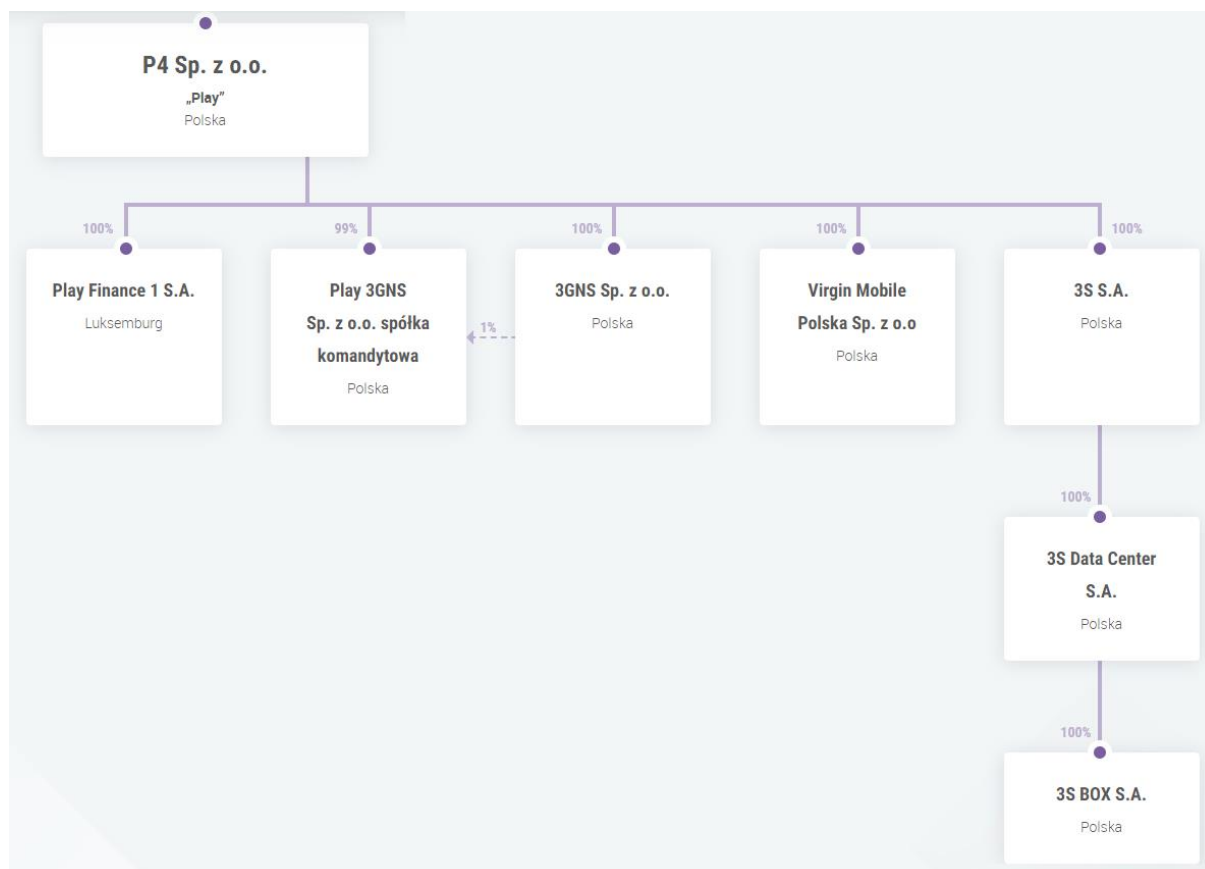 P4 Sp. z o.o.
„Play”
Polska
100%
99%
100%
100%
100%
Play Finance 1 S.A.
Luksemburg
Play 3GNS
Sp. z o.o. spółka
komandytowa
Polska
1%
3GNS Sp. z o.o.
Polska
Virgin Mobile
Polska Sp. z o.o
Polska
3S S.A.
Polska
100%
3S Data Center
S.A.
Polska
100%
3S BOX S.A.
Polska